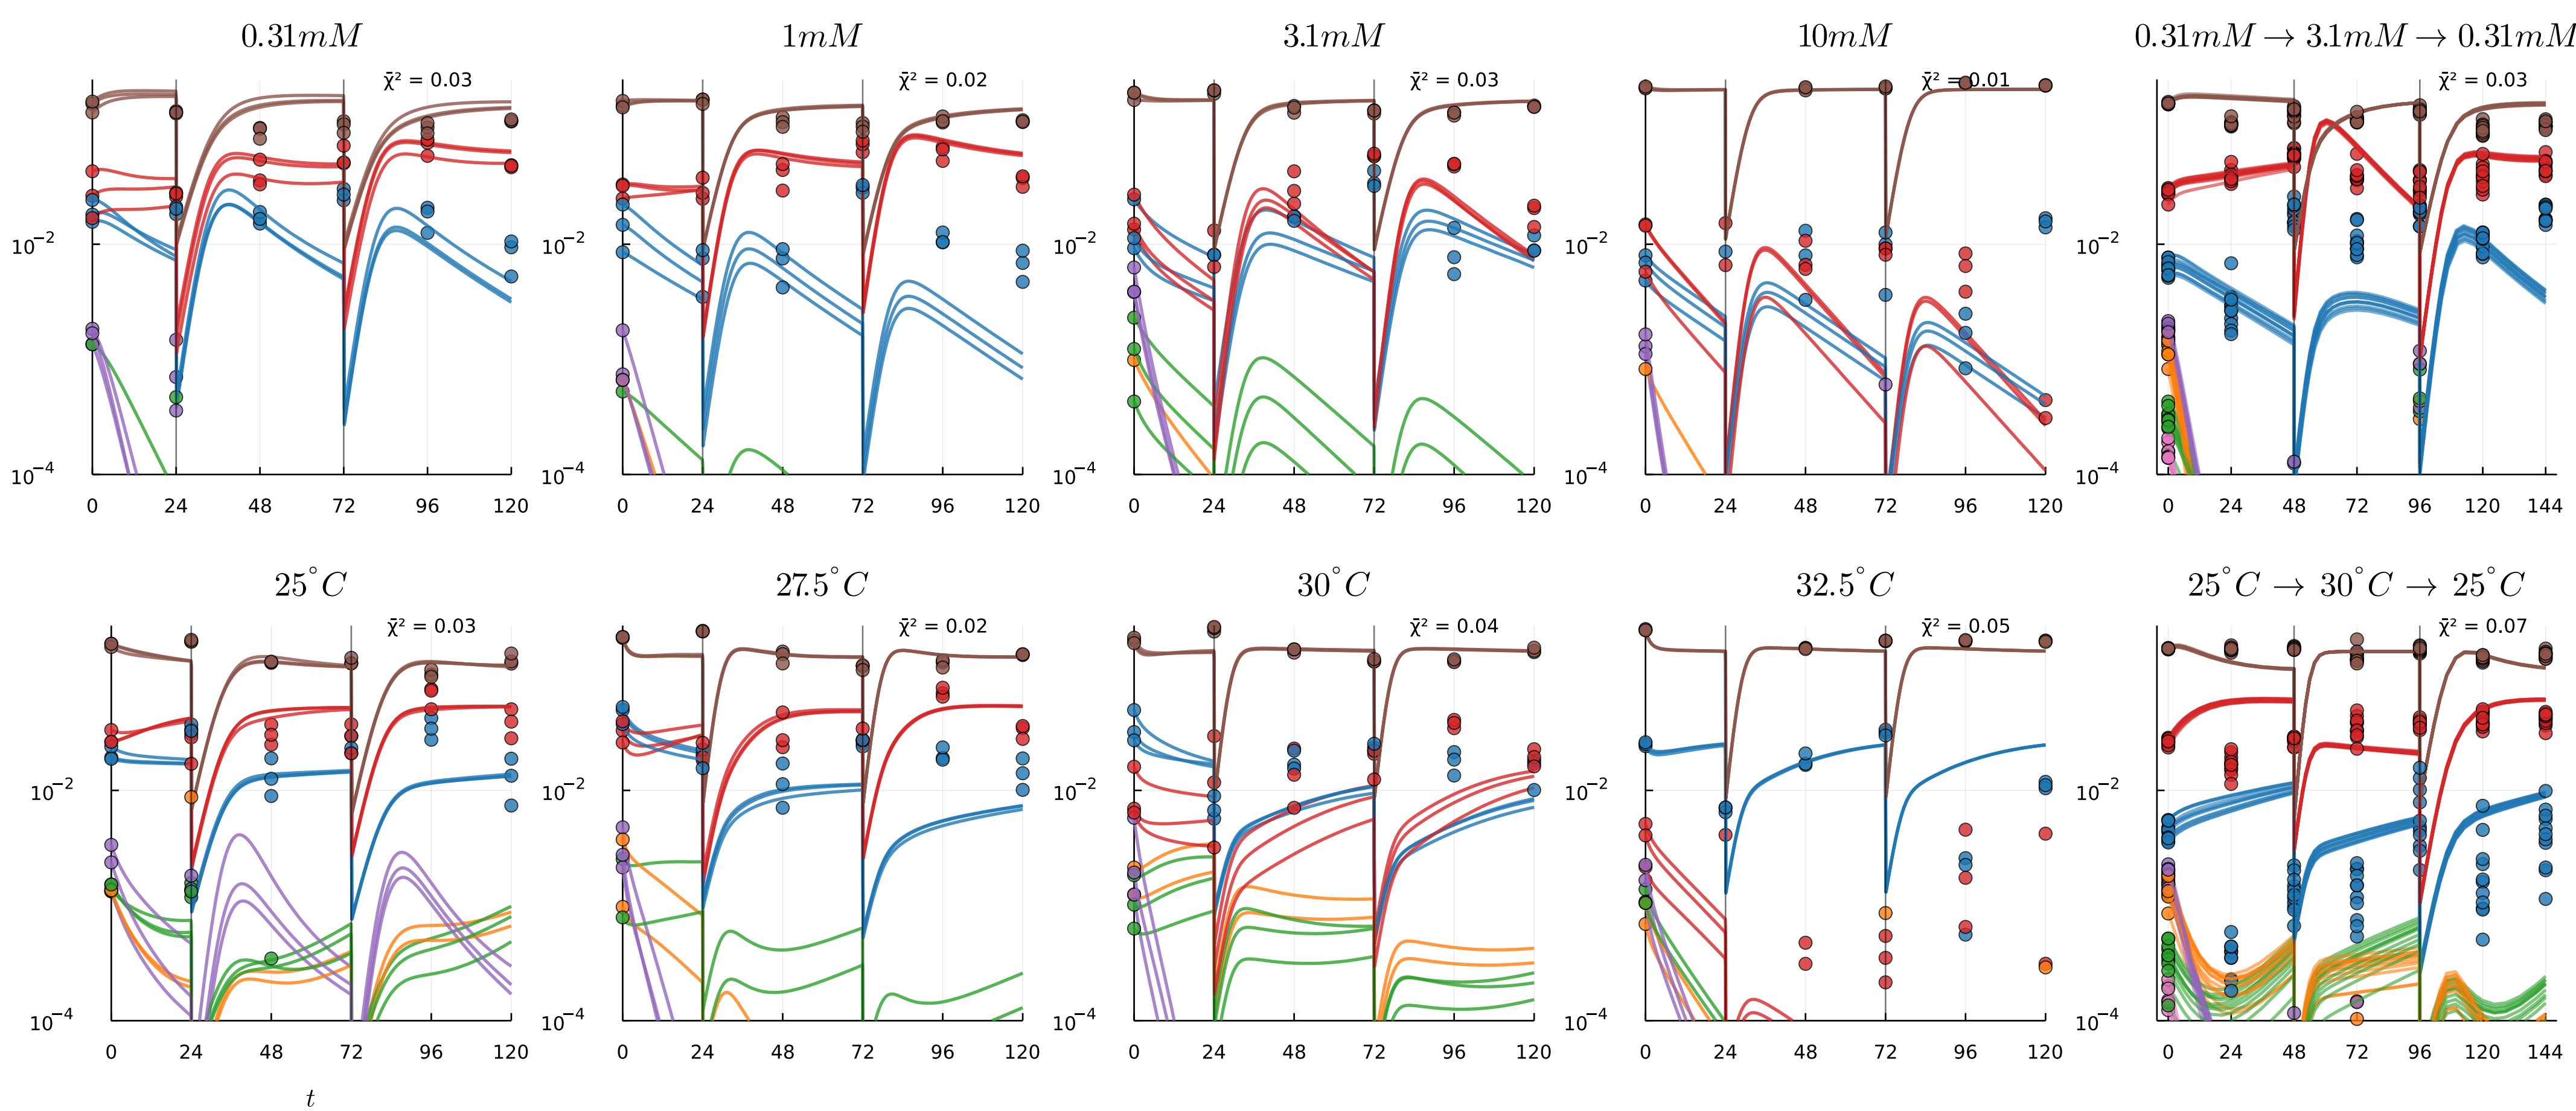 0.31mM
1mM
3.1mM
10mM
0.31mM → 3.1mM → 0.31mM
χ̄² = 0.03
χ̄² = 0.02
χ̄² = 0.03
χ̄² = 0.01
χ̄² = 0.03
10⁻²
10⁻²
10⁻²
10⁻²
10⁻²
10⁻⁴
10⁻⁴
10⁻⁴
10⁻⁴
10⁻⁴
0 24 48 72 96 120
0 24 48 72 96 120
0 24 48 72 96 120
0 24 48 72 96 120
0 24 48 72 96 120 144
25°C
27.5°C
30°C
32.5°C
25°C → 30°C → 25°C
χ̄² = 0.03
χ̄² = 0.02
χ̄² = 0.04
χ̄² = 0.05
χ̄² = 0.07
10⁻²
10⁻²
10⁻²
10⁻²
10⁻²
10⁻⁴
10⁻⁴
10⁻⁴
10⁻⁴
10⁻⁴
0 24 48 72 96 120
0 24 48 72 96 120
0 24 48 72 96 120
0 24 48 72 96 120
0 24 48 72 96 120 144
t